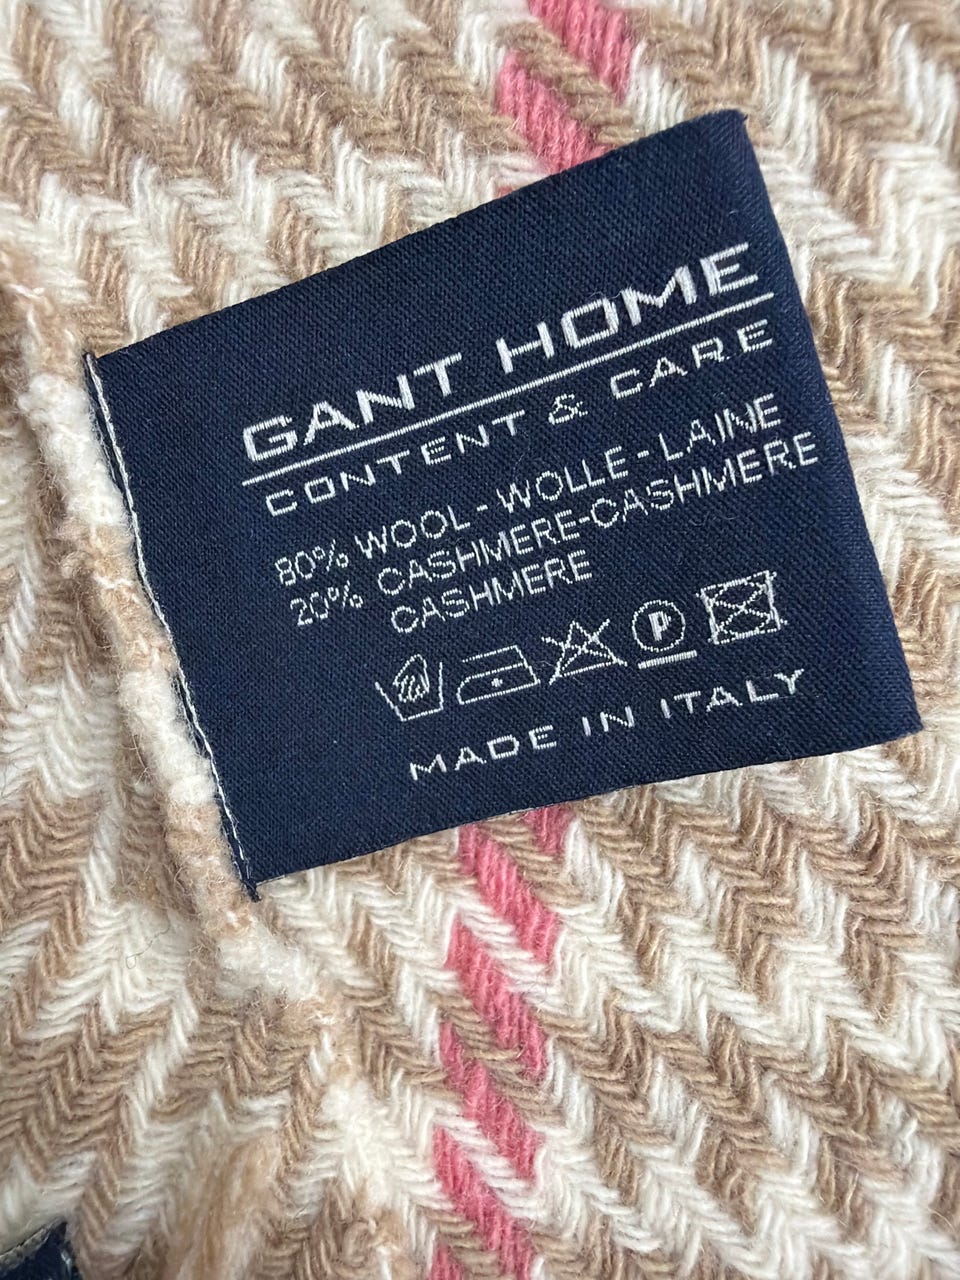 GANT HOME
CONTENT & CARE
80% WOOL - WOLLE - LAINE
20% CASHMERE-CASHMERE
CASHMERE
P
MADE IN ITALY